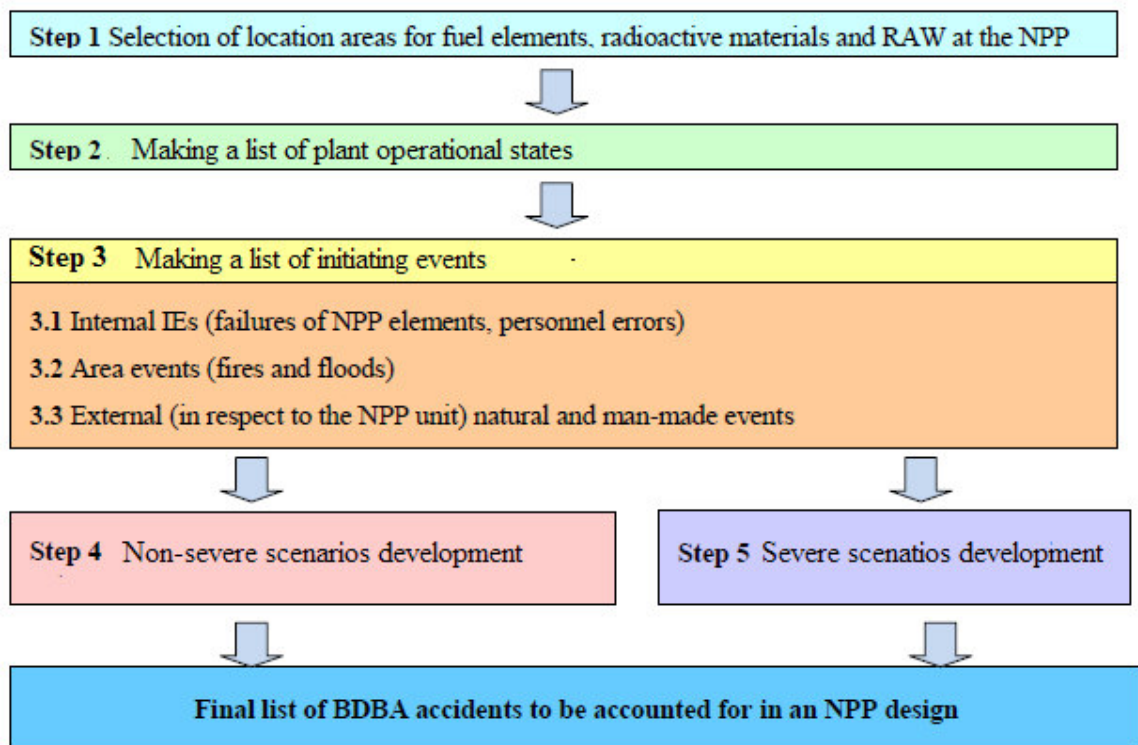 Step 1 Selection of location areas for fuel elements, radioactive materials and RAW at the NPP
Step 2. Making a list of plant operational states
Step 3 Making a list of initiating events
3.1 Internal IEs (failures of NPP elements, personnel errors)
3.2 Area events (fires and floods)
3.3 External (in respect to the NPP unit) natural and man-made events
Step 4 Non-severe scenarios development
Step 5 Severe scenatios development
Final list of BDBA accidents to be accounted for in an NPP design